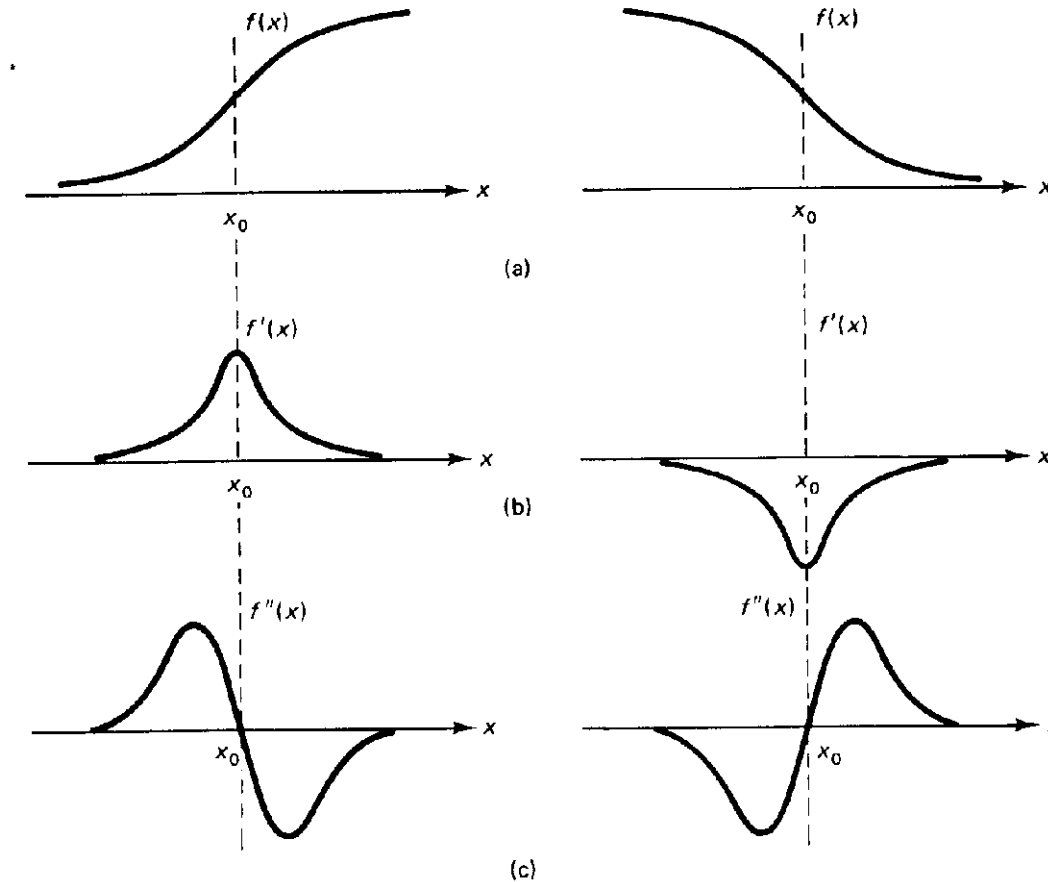 f(x) f(x)
x x
x₀ x₀
(a)
f'(x) f'(x)
x x
x₀ x₀
(b)
f''(x) f''(x)
x
x₀ x₀
(c)